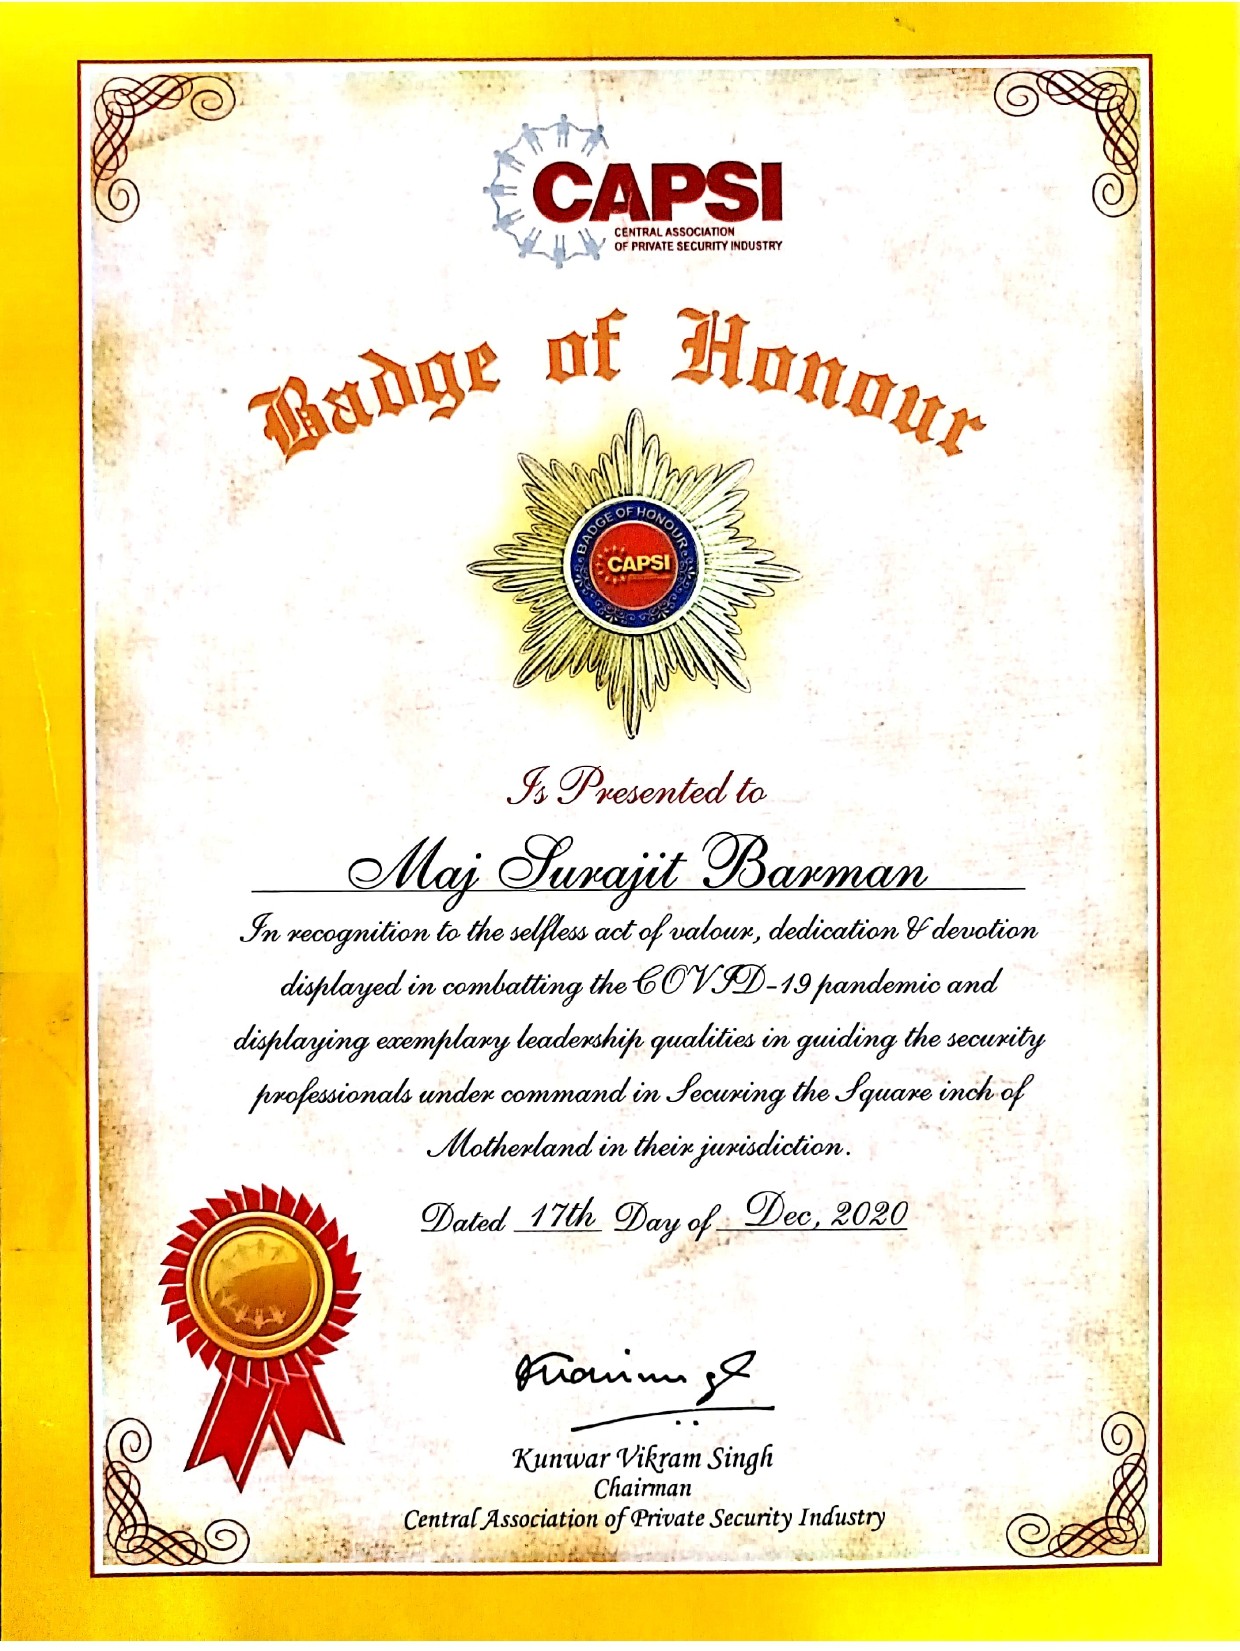 CAPSI
CENTRAL ASSOCIATION
OF PRIVATE SECURITY INDUSTRY
Badge of Honour
BADGE OF HONOUR
CAPSI
Is Presented to
Maj Surajit Barman
In recognition to the selfless act of valour, dedication & devotion
displayed in combatting the COVID-19 pandemic and
displaying exemplary leadership qualities in guiding the security
professionals under command in Securing the Square inch of
Motherland in their jurisdiction.
Dated 17th Day of Dec, 2020
Kunwar Vikram Singh
Chairman
Central Association of Private Security Industry